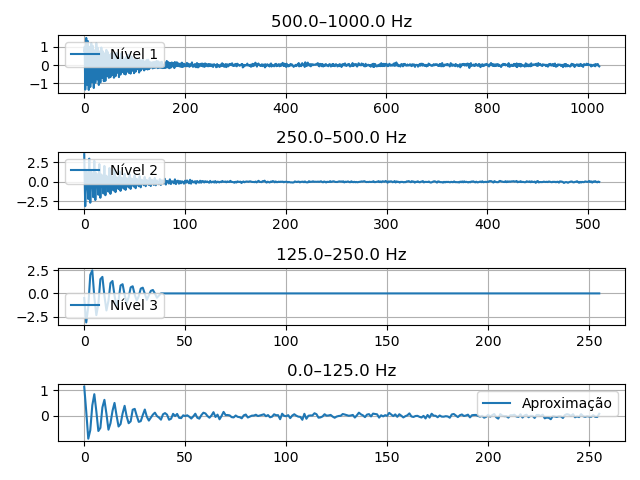 500.0–1000.0 Hz
1
0
−1
Nível 1
0 200 400 600 800 1000
250.0–500.0 Hz
2.5
0.0
−2.5
Nível 2
0 100 200 300 400 500
125.0–250.0 Hz
2.5
0.0
−2.5
Nível 3
0 50 100 150 200 250
0.0–125.0 Hz
1
0
Aproximação
0 50 100 150 200 250